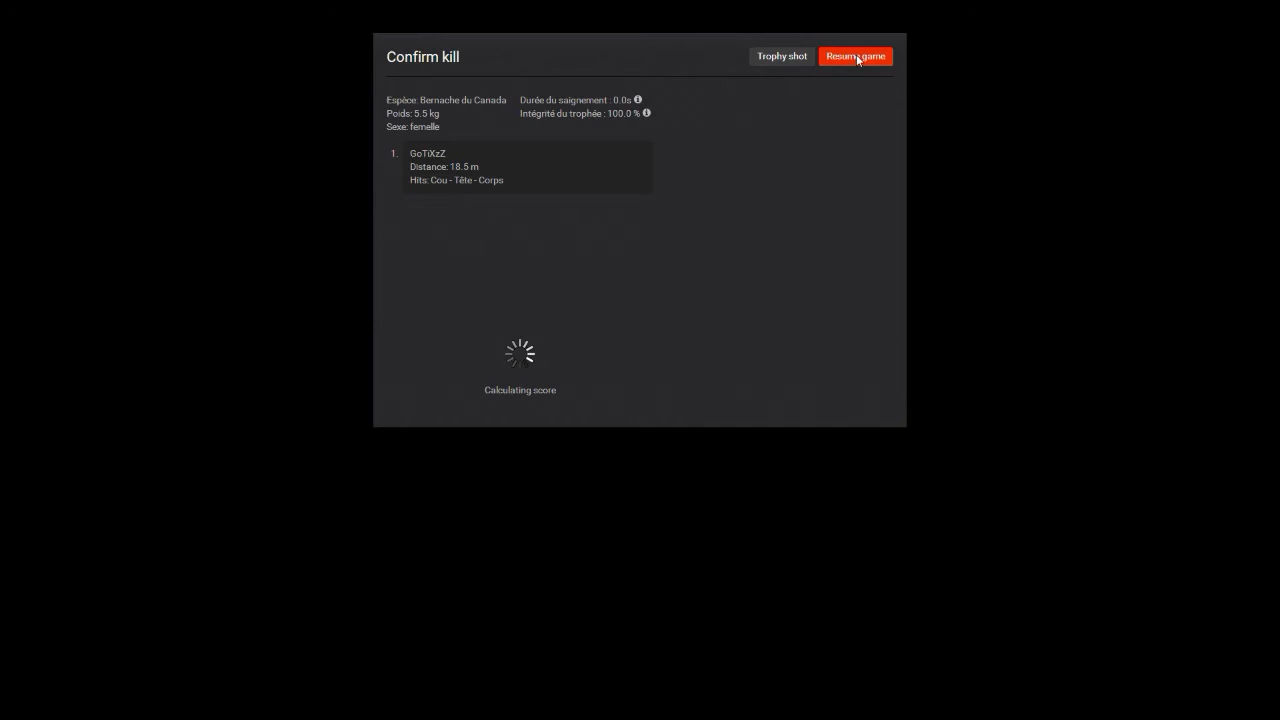 Confirm kill
Trophy shot
Resume game
Espèce: Bernache du Canada
Poids: 5.5 kg
Sexe: femelle
Durée du saignement : 0.0s
Intégrité du trophée : 100.0 %
1.
GoTiXzZ
Distance: 18.5 m
Hits: Cou - Tête - Corps
Calculating score